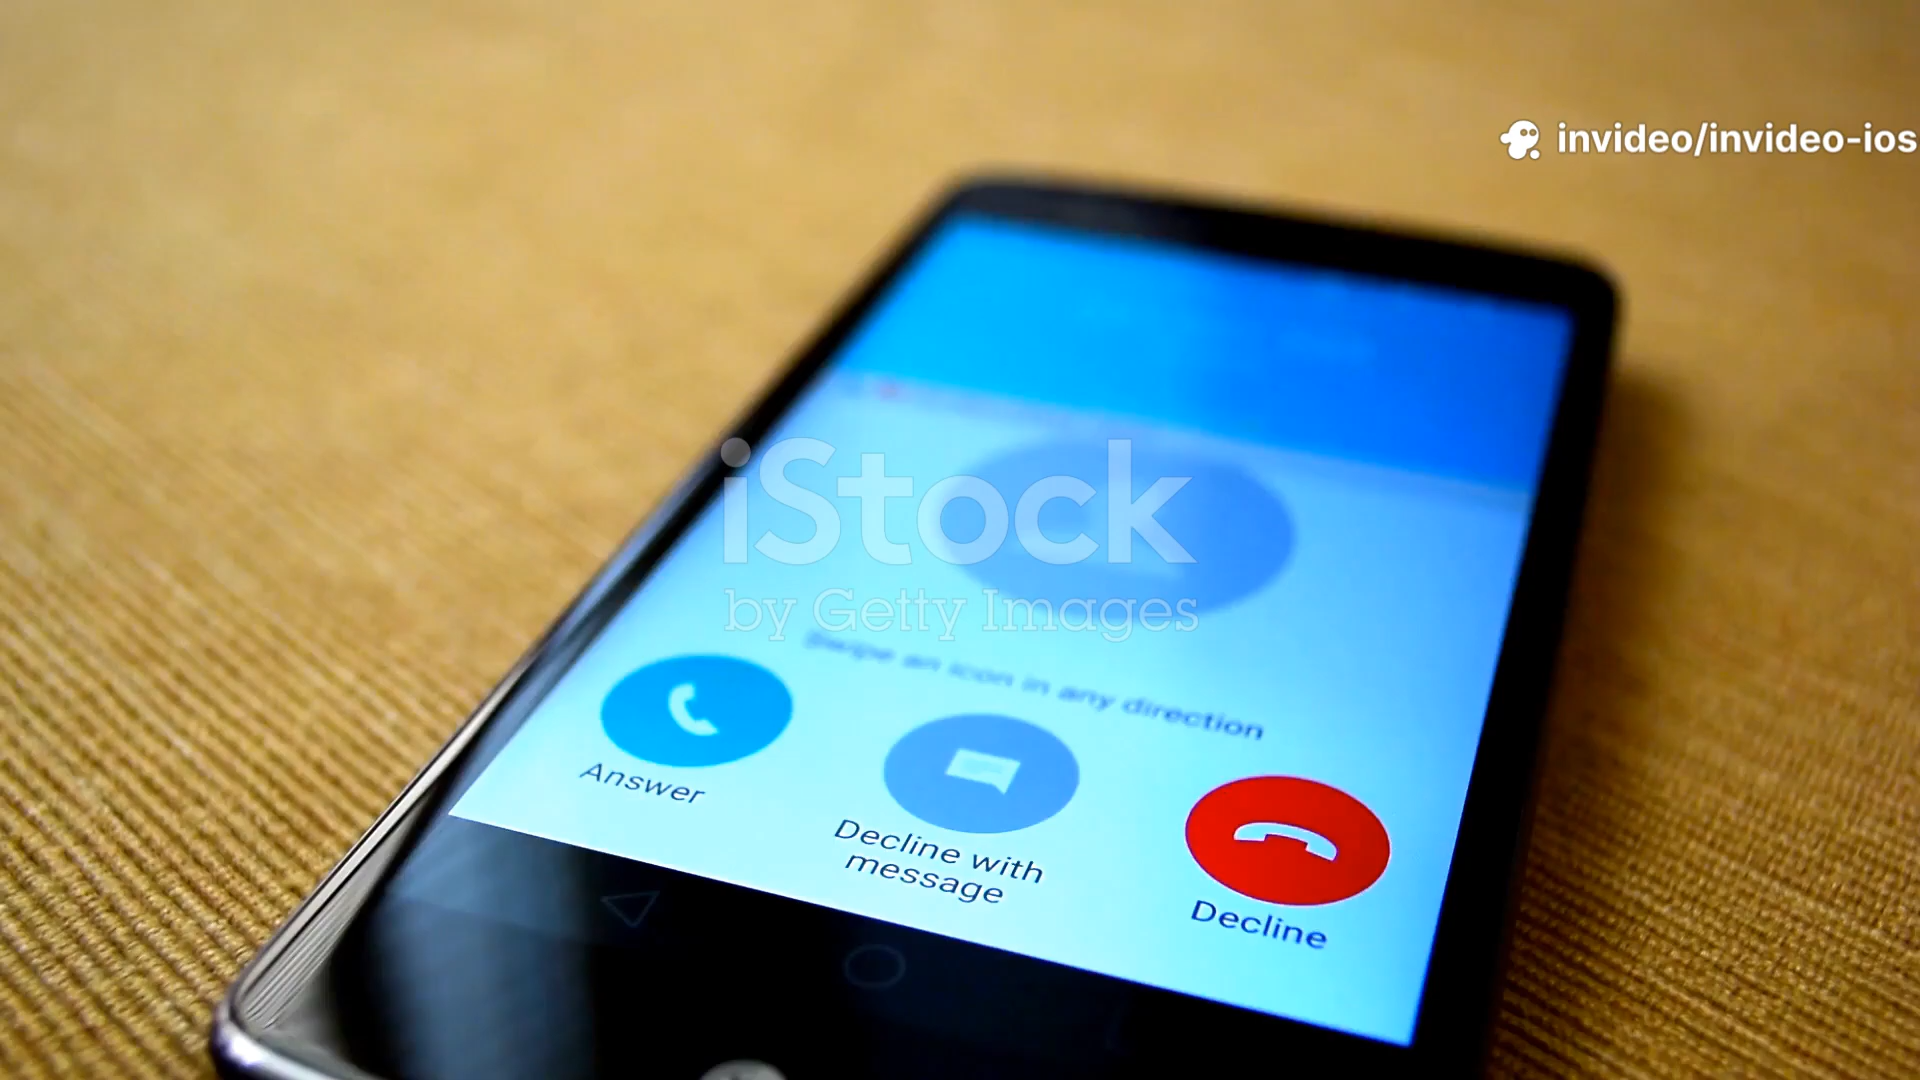 invideo/invideo-ios
iStock
by Getty Images
Swipe an icon in any direction
Answer
Decline with
message
Decline